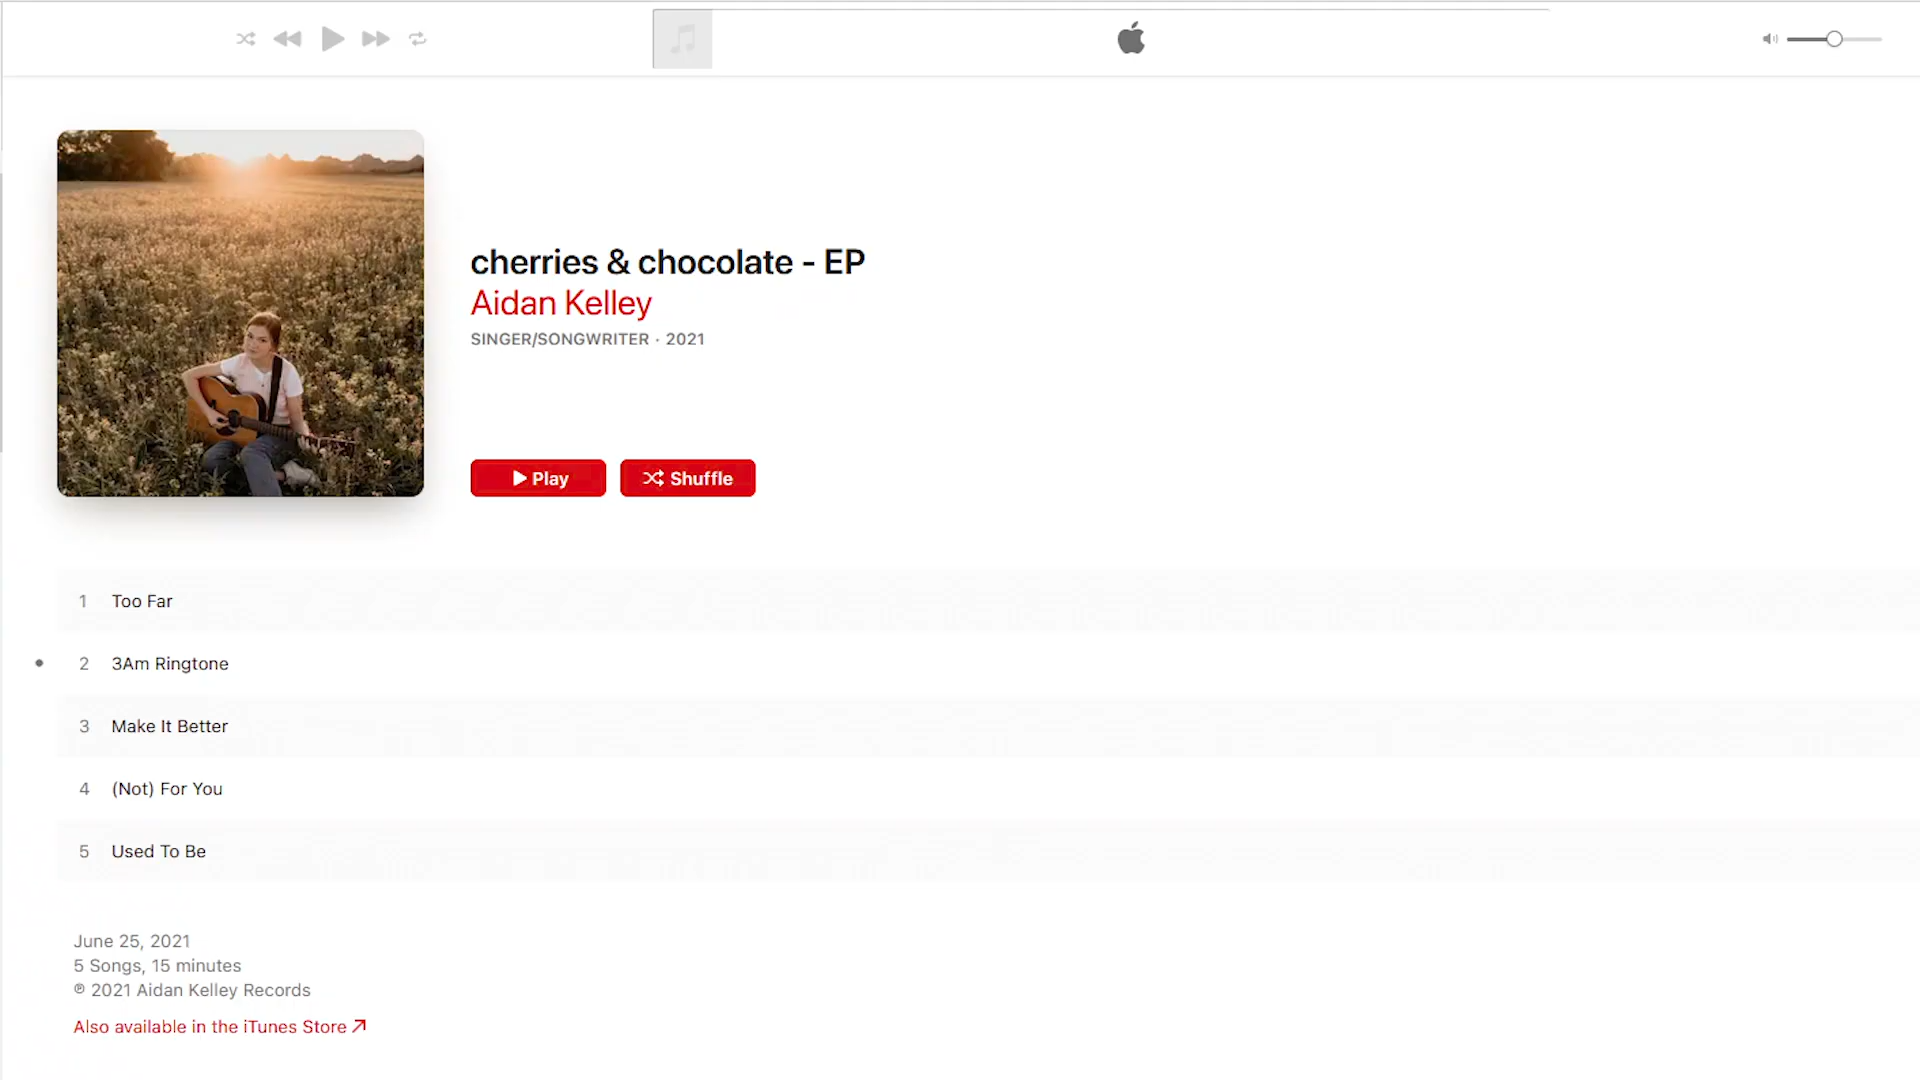 cherries & chocolate - EP
Aidan Kelley
SINGER/SONGWRITER · 2021
Play
Shuffle
1 Too Far
2 3Am Ringtone
3 Make It Better
4 (Not) For You
5 Used To Be
June 25, 2021
5 Songs, 15 minutes
℗ 2021 Aidan Kelley Records
Also available in the iTunes Store